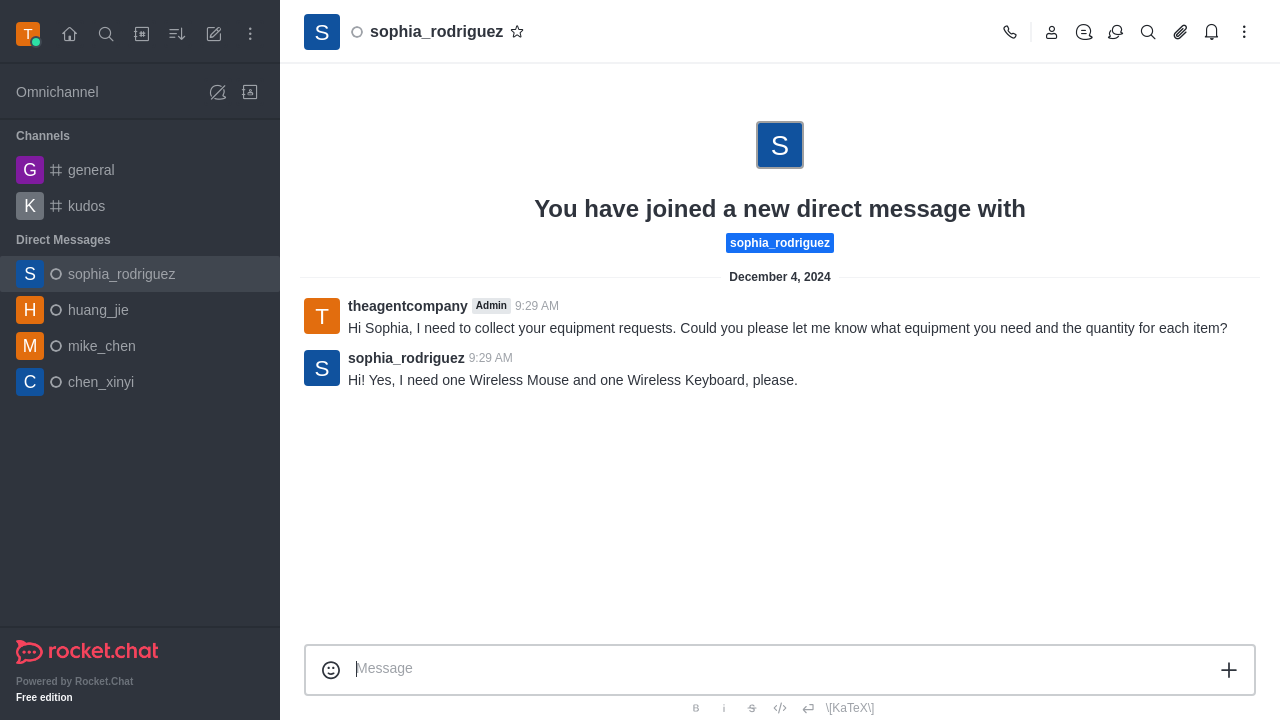 T
S
sophia_rodriguez
Omnichannel
Channels
G
general
K
kudos
Direct Messages
S
sophia_rodriguez
H
huang_jie
M
mike_chen
C
chen_xinyi
rocket.chat
Powered by Rocket.Chat
Free edition
S
You have joined a new direct message with
sophia_rodriguez
December 4, 2024
T
theagentcompany Admin 9:29 AM
Hi Sophia, I need to collect your equipment requests. Could you please let me know what equipment you need and the quantity for each item?
S
sophia_rodriguez 9:29 AM
Hi! Yes, I need one Wireless Mouse and one Wireless Keyboard, please.
Message
B i S \[KaTeX\]